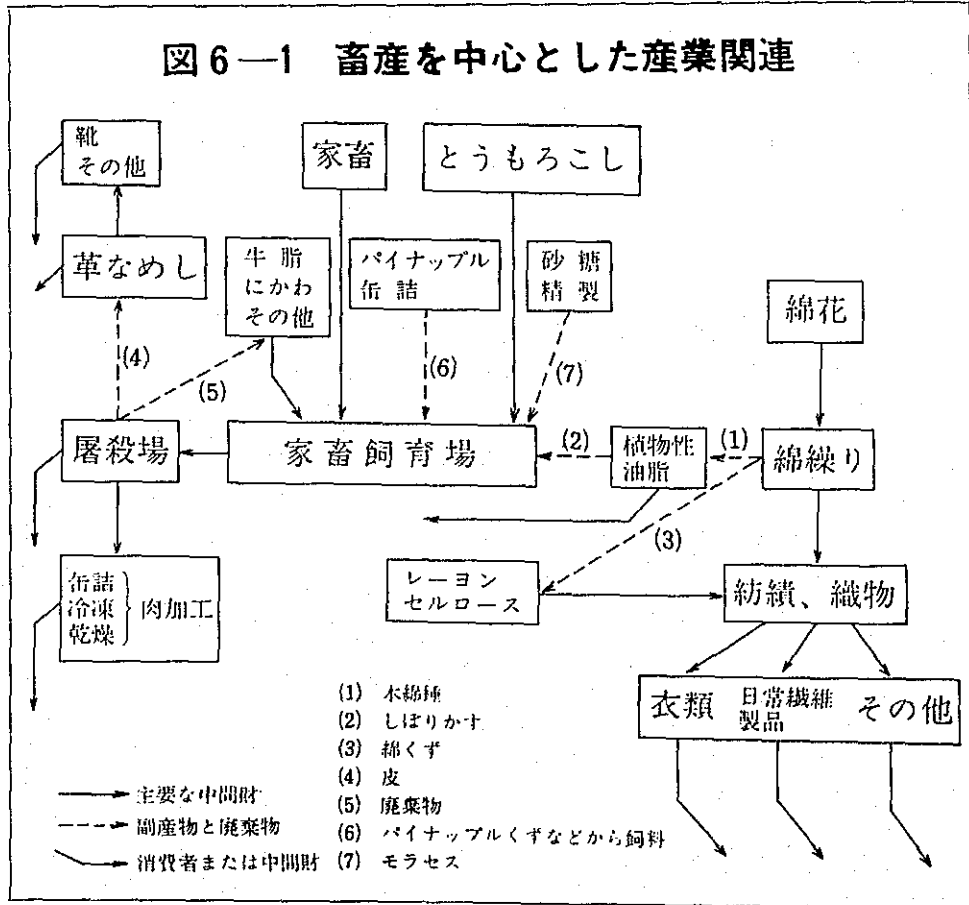 図6―1 畜産を中心とした産業関連
靴
その他
家畜
とうもろこし
革なめし
牛脂
にかわ
その他
パイナップル
缶詰
砂糖
精製
綿花
(4)
(5)
(6)
(7)
屠殺場
家畜飼育場
(2)
植物性
油脂
(1)
綿繰り
(3)
缶詰
冷凍
乾燥
肉加工
レーヨン
セルロース
紡績、織物
衣類
日常繊維
製品
その他
(1) 木綿種
(2) しぼりかす
(3) 綿くず
(4) 皮
(5) 廃棄物
(6) パイナップルくずなどから飼料
(7) モラセス
主要な中間財
副産物と廃棄物
消費者または中間財